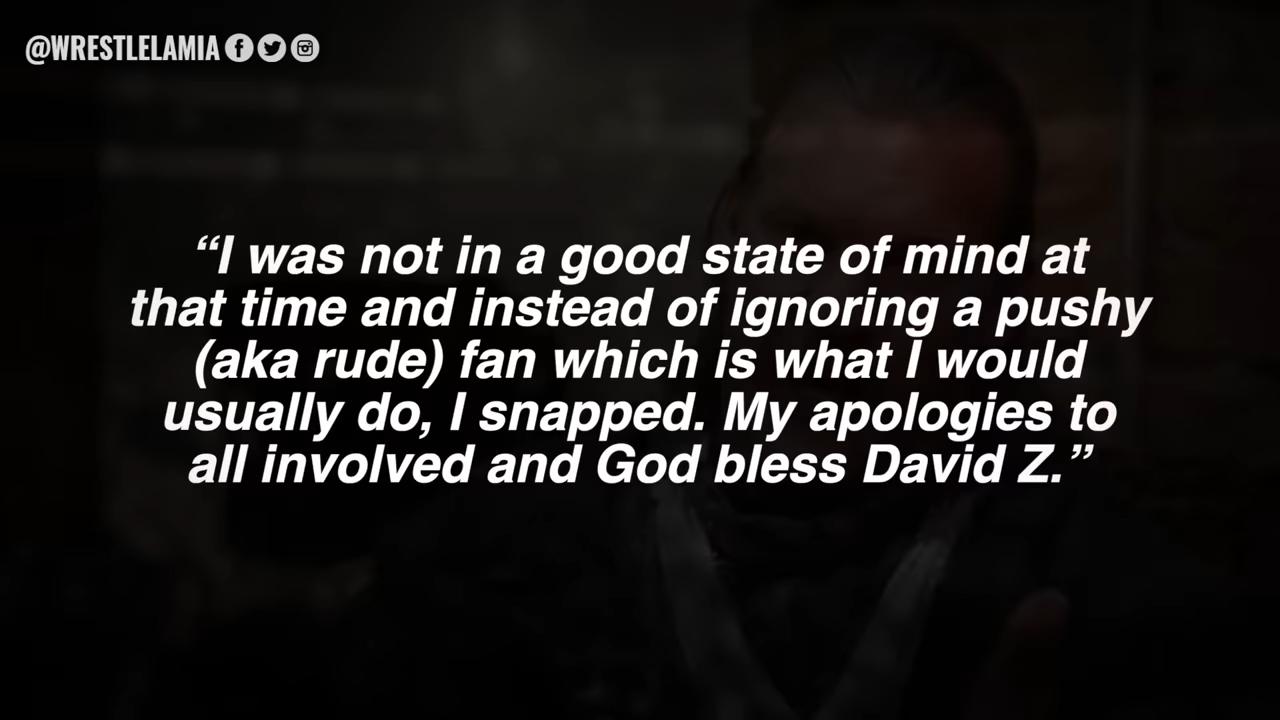 @WRESTLELAMIA
“I was not in a good state of mind at
that time and instead of ignoring a pushy
(aka rude) fan which is what I would
usually do, I snapped. My apologies to
all involved and God bless David Z.”